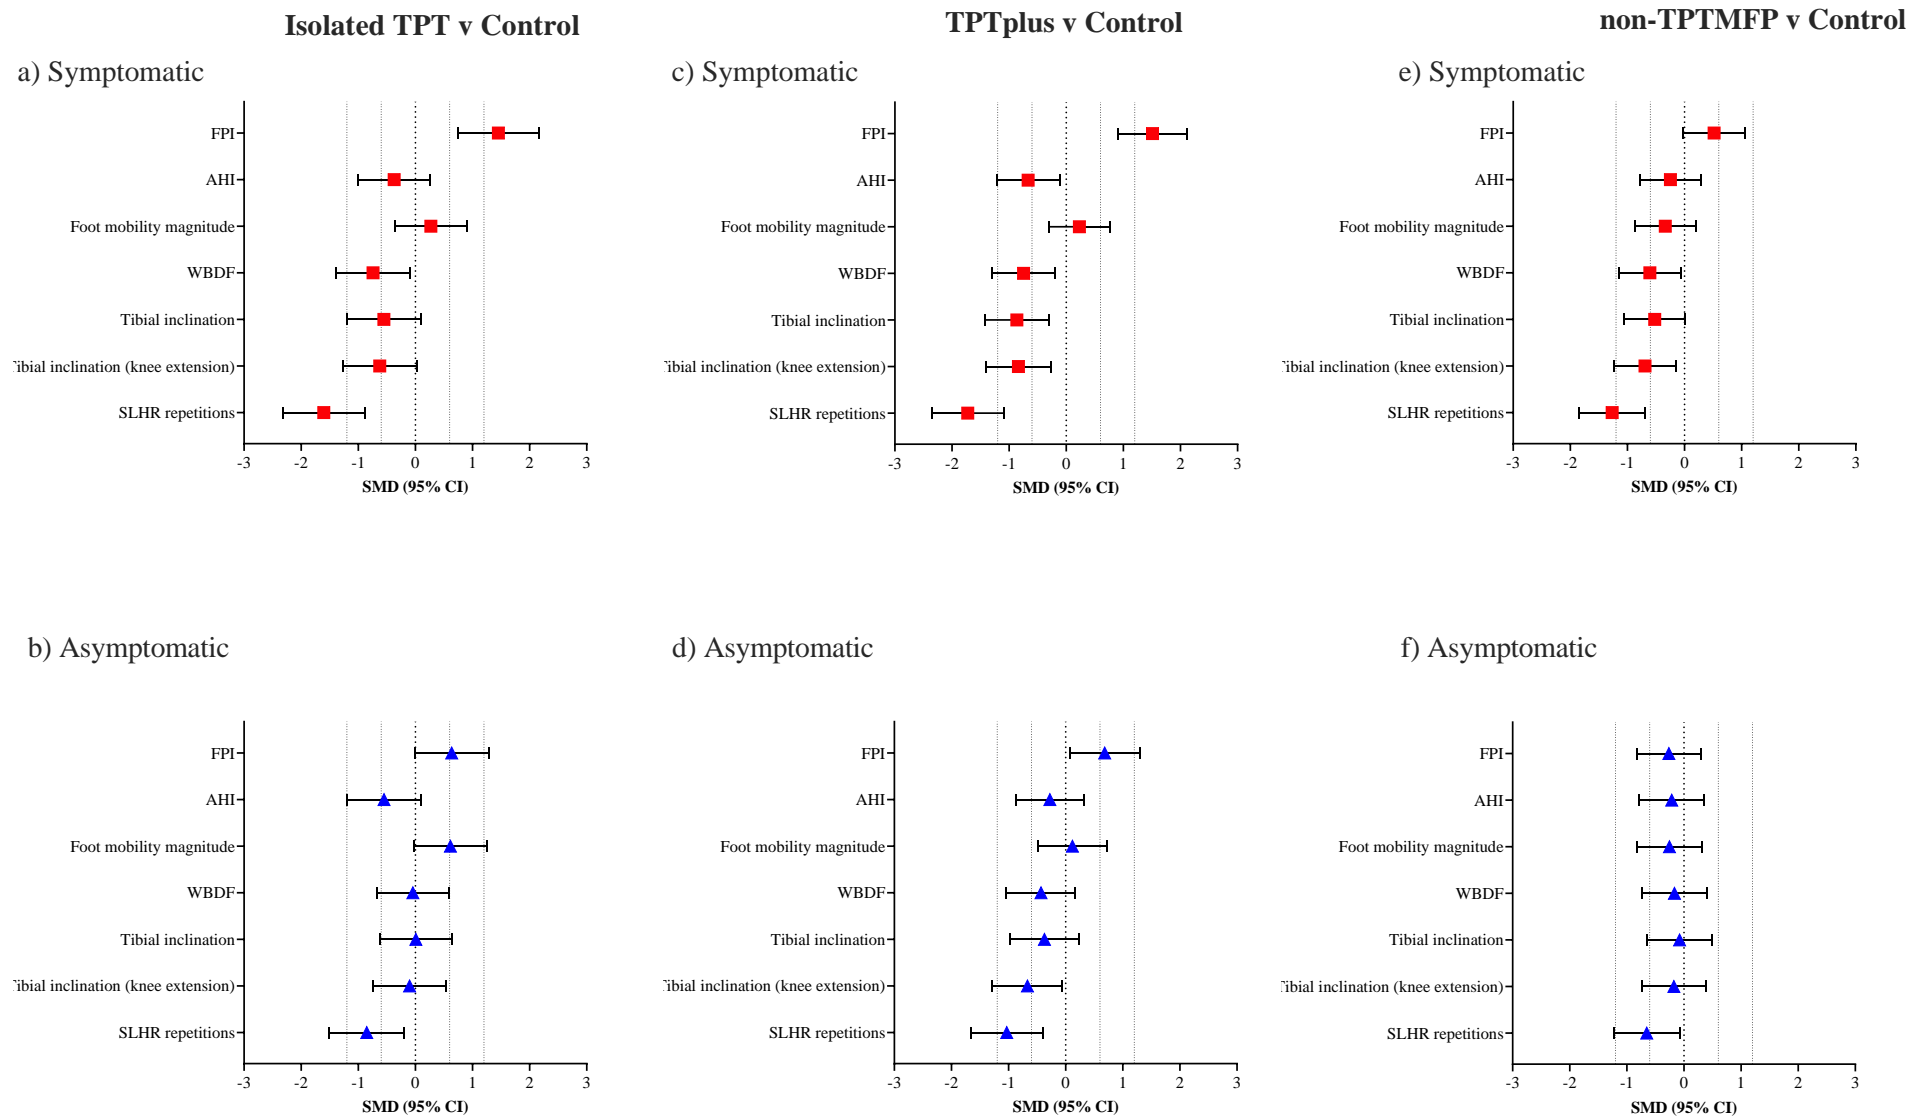 Isolated TPT v Control
TPTplus v Control
non-TPTMFP v Control
a) Symptomatic
FPI
AHI
Foot mobility magnitude
WBDF
Tibial inclination
ibial inclination (knee extension)
SLHR repetitions
-3 -2 -1 0 1 2 3
SMD (95% CI)
c) Symptomatic
FPI
AHI
Foot mobility magnitude
WBDF
Tibial inclination
ibial inclination (knee extension)
SLHR repetitions
-3 -2 -1 0 1 2 3
SMD (95% CI)
e) Symptomatic
FPI
AHI
Foot mobility magnitude
WBDF
Tibial inclination
ibial inclination (knee extension)
SLHR repetitions
-3 -2 -1 0 1 2 3
SMD (95% CI)
b) Asymptomatic
FPI
AHI
Foot mobility magnitude
WBDF
Tibial inclination
ibial inclination (knee extension)
SLHR repetitions
-3 -2 -1 0 1 2 3
SMD (95% CI)
d) Asymptomatic
FPI
AHI
Foot mobility magnitude
WBDF
Tibial inclination
ibial inclination (knee extension)
SLHR repetitions
-3 -2 -1 0 1 2 3
SMD (95% CI)
f) Asymptomatic
FPI
AHI
Foot mobility magnitude
WBDF
Tibial inclination
ibial inclination (knee extension)
SLHR repetitions
-3 -2 -1 0 1 2 3
SMD (95% CI)